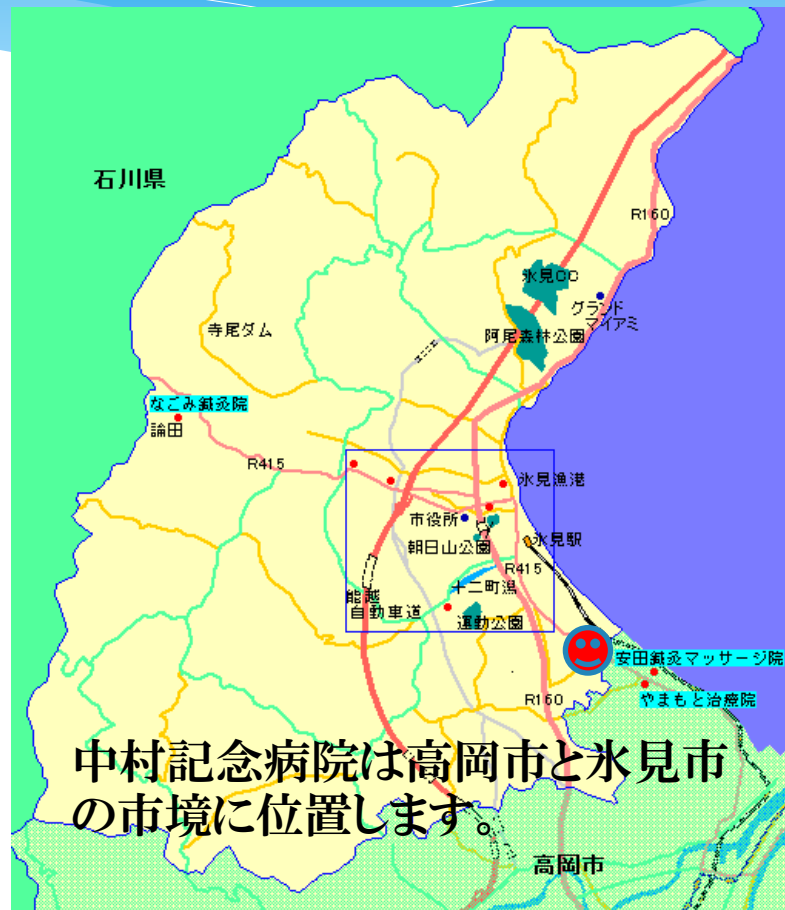 石川県
R160
氷見CC
グランド
マイアミ
阿尾森林公園
寺尾ダム
なごみ鍼灸院
論田
R415
氷見漁港
市役所
朝日山公園
氷見駅
R415
十二町潟
能越
自動車道
運動公園
安田鍼灸マッサージ院
やまもと治療院
R160
中村記念病院は高岡市と氷見市
の市境に位置します。
高岡市